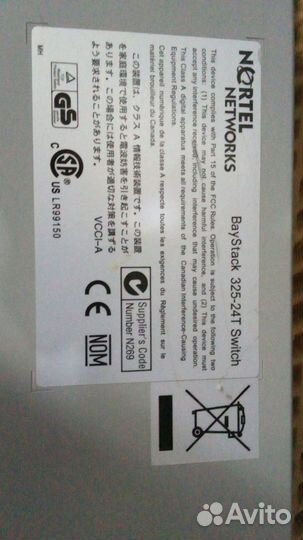 NORTEL
NETWORKS
BayStack 325-24T Switch
This device complies with Part 15 of the FCC Rules. Operation is subject to the following two
conditions: (1) This device may not cause harmful interference, and (2) This device must
accept any interference received, including interference that may cause undesired operation.
This Class A digital apparatus meets all requirements of the Canadian Interference-Causing
Equipment Regulations.
Cet appareil numérique de la classe A respecte toutes les exigences du Règlement sur le
matériel brouilleur du Canada.
この装置は、クラス A 情報技術装置です。この装置
を家庭環境で使用すると電波妨害を引き起こすことが
あります。この場合には使用者が適切な対策を講ずる
よう要求されることがあります。
VCCI-A
MH
GS
C US
LR99150
CE
N
Supplier's Code
Number N269
NOM
Avito